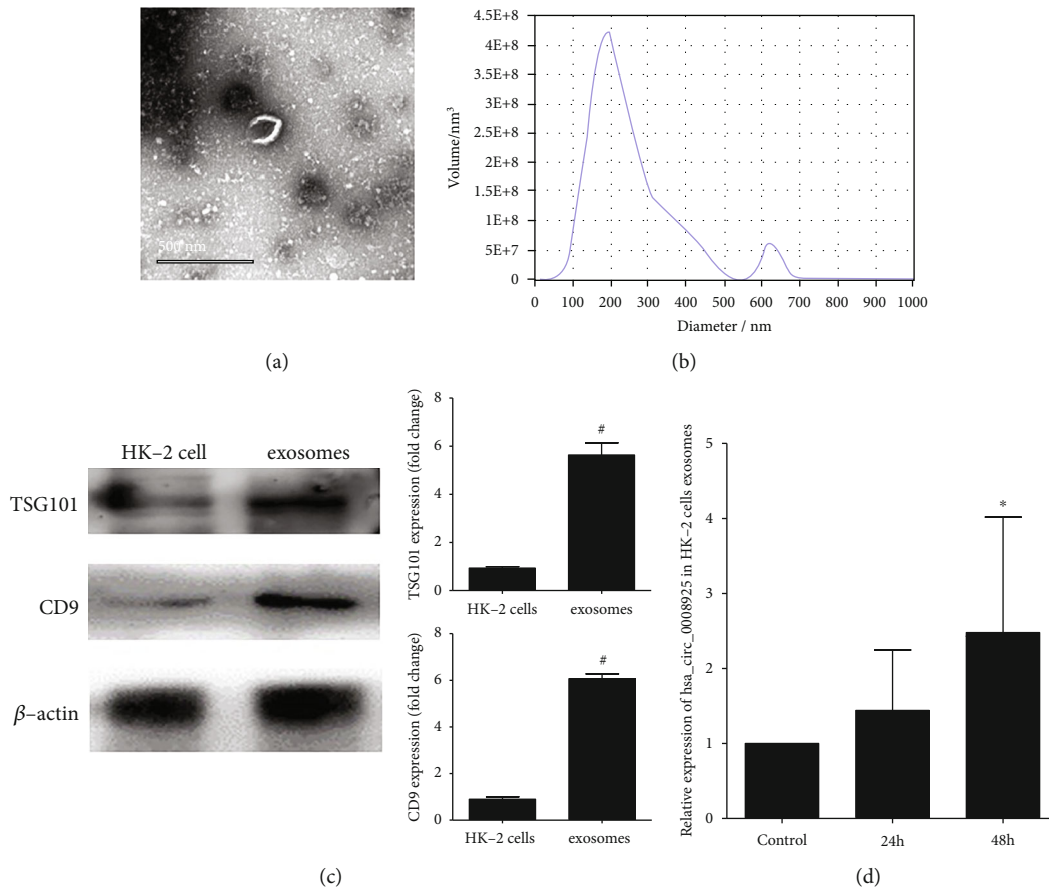 500 nm
(a)
Volume/nm³
4.5E+8
4E+8
3.5E+8
3E+8
2.5E+8
2E+8
1.5E+8
1E+8
5E+7
0
0 100 200 300 400 500 600 700 800 900 1000
Diameter / nm
(b)
HK–2 cell exosomes
TSG101
CD9
β–actin
TSG101 expression (fold change)
8
6
4
2
0
#
HK–2 cells exosomes
CD9 expression (fold change)
8
6
4
2
0
#
HK–2 cells exosomes
(c)
Relative expression of hsa_circ_0008925 in HK–2 cells exosomes
5
4
3
2
1
0
*
Control 24h 48h
(d)